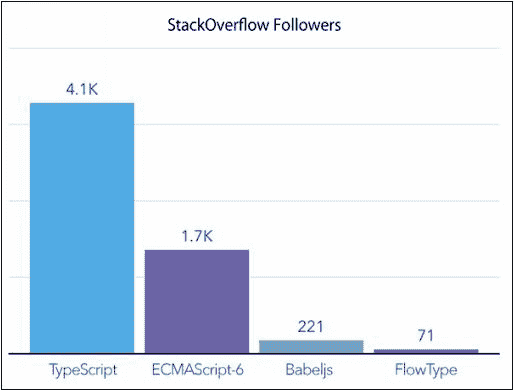 StackOverflow Followers
4.1K
1.7K
221
71
TypeScript ECMAScript-6 Babeljs FlowType